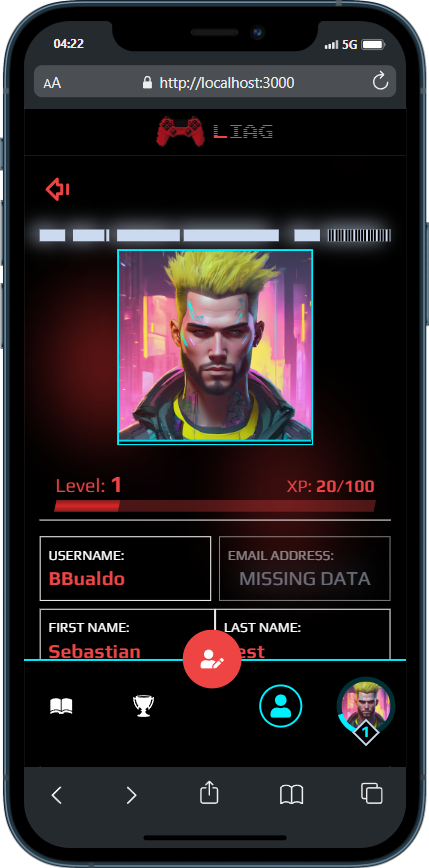 04:22
5G
AA
http://localhost:3000
LIAG
Level: 1
XP: 20/100
USERNAME:
BBualdo
EMAIL ADDRESS:
MISSING DATA
FIRST NAME:
Sebastian
LAST NAME:
1